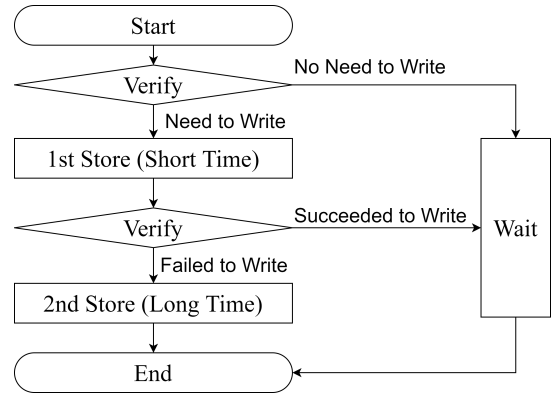 Start
No Need to Write
Verify
Need to Write
1st Store (Short Time)
Succeeded to Write
Verify
Wait
Failed to Write
2nd Store (Long Time)
End